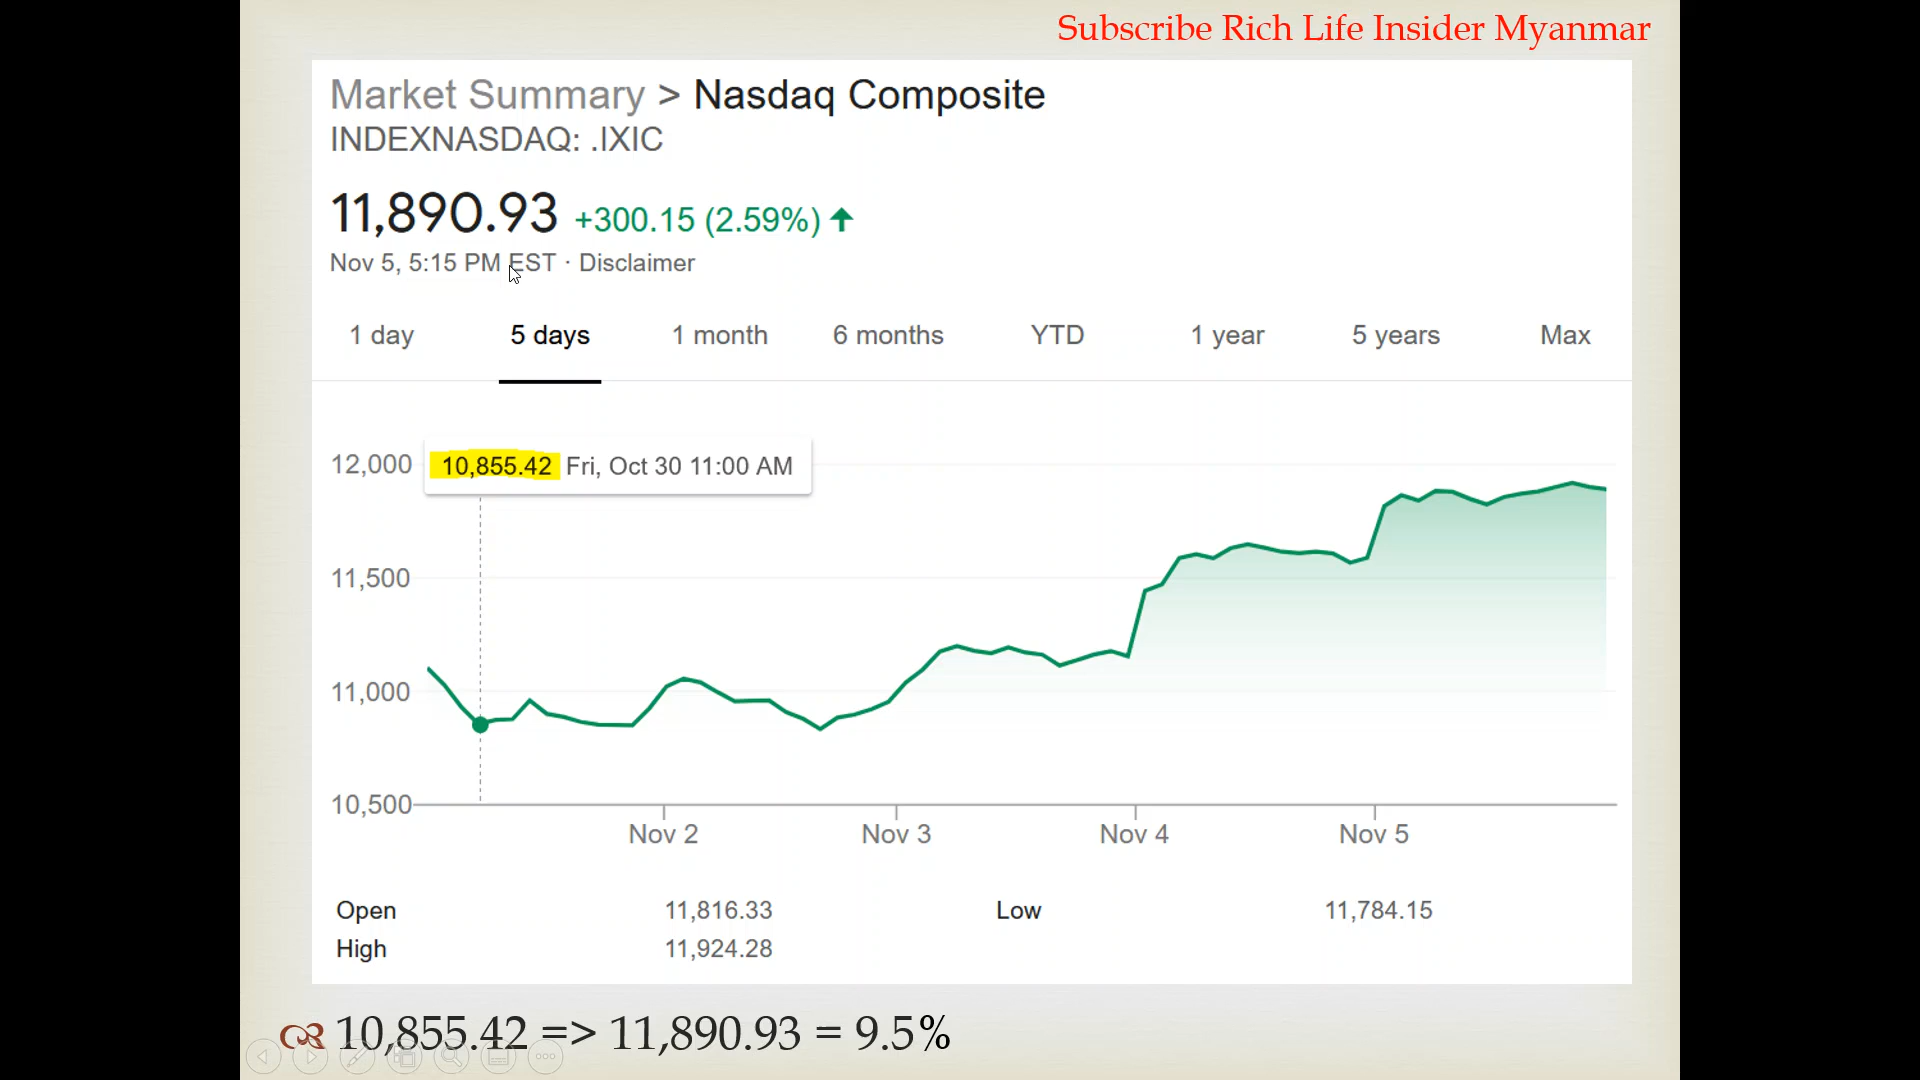 Subscribe Rich Life Insider Myanmar
Market Summary > Nasdaq Composite
INDEXNASDAQ: .IXIC
11,890.93 +300.15 (2.59%)
Nov 5, 5:15 PM EST · Disclaimer
1 day 5 days 1 month 6 months YTD 1 year 5 years Max
10,855.42 Fri, Oct 30 11:00 AM
12,000
11,500
11,000
10,500
Nov 2 Nov 3 Nov 4 Nov 5
Open 11,816.33 Low 11,784.15
High 11,924.28
10,855.42 => 11,890.93 = 9.5%